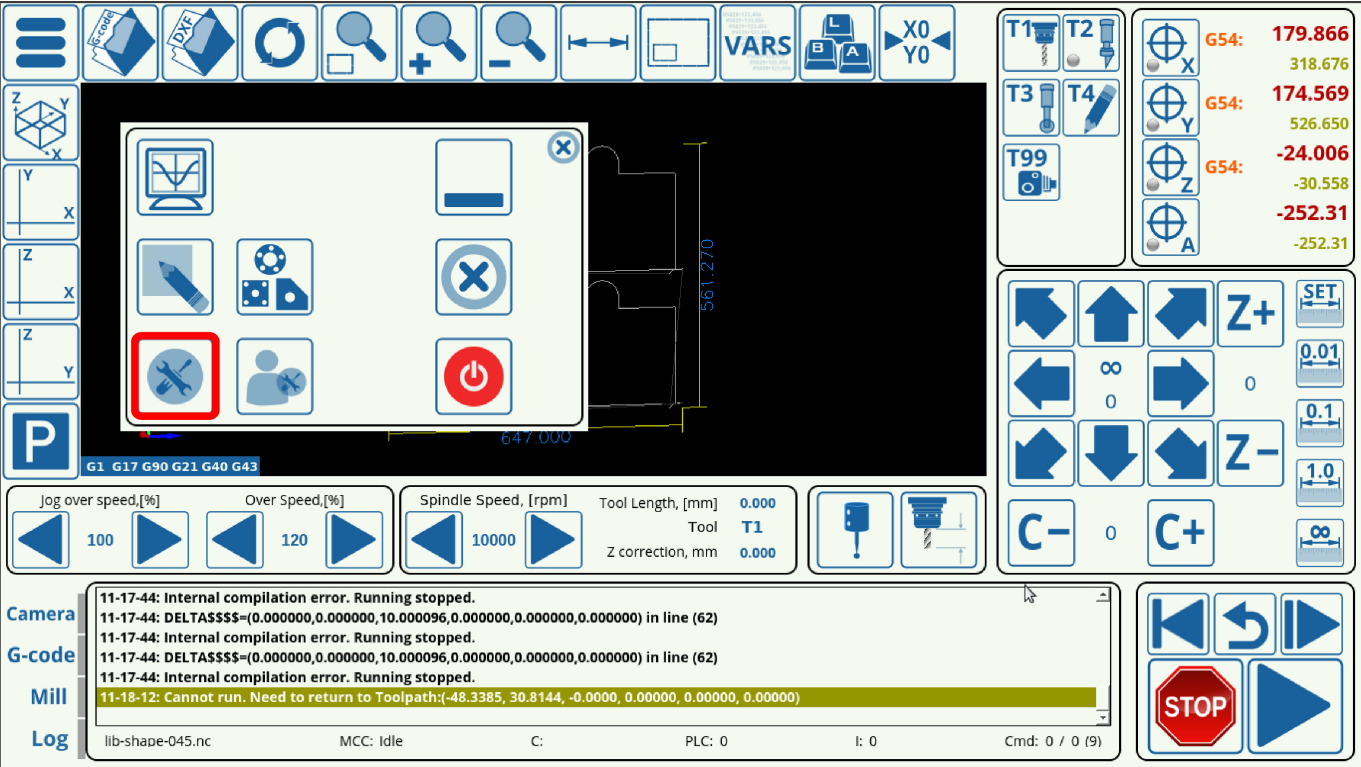 G-code
DXF
VARS
L
B
A
X0
Y0
Z
Y
X
Y
X
Z
X
Z
Y
P
561.270
647.000
G1 G17 G90 G21 G40 G43
T1
T2
T3
T4
T99
X
G54:
179.866
318.676
Y
G54:
174.569
526.650
Z
G54:
-24.006
-30.558
A
-252.31
-252.31
Z+
SET
∞
0
0
0.01
0.1
Z−
1.0
C−
0
C+
∞
Jog over speed,[%]
100
Over Speed,[%]
120
Spindle Speed, [rpm]
10000
Tool Length, [mm] 0.000
Tool T1
Z correction, mm 0.000
Camera
G-code
Mill
Log
11-17-44: Internal compilation error. Running stopped.
11-17-44: DELTA$$$$=(0.000000,0.000000,10.000096,0.000000,0.000000,0.000000) in line (62)
11-17-44: Internal compilation error. Running stopped.
11-17-44: DELTA$$$$=(0.000000,0.000000,10.000096,0.000000,0.000000,0.000000) in line (62)
11-17-44: Internal compilation error. Running stopped.
11-18-12: Cannot run. Need to return to Toolpath:(-48.3385, 30.8144, -0.0000, 0.00000, 0.00000, 0.00000)
lib-shape-045.nc MCC: Idle C: PLC: 0 I: 0 Cmd: 0 / 0 (9)
STOP